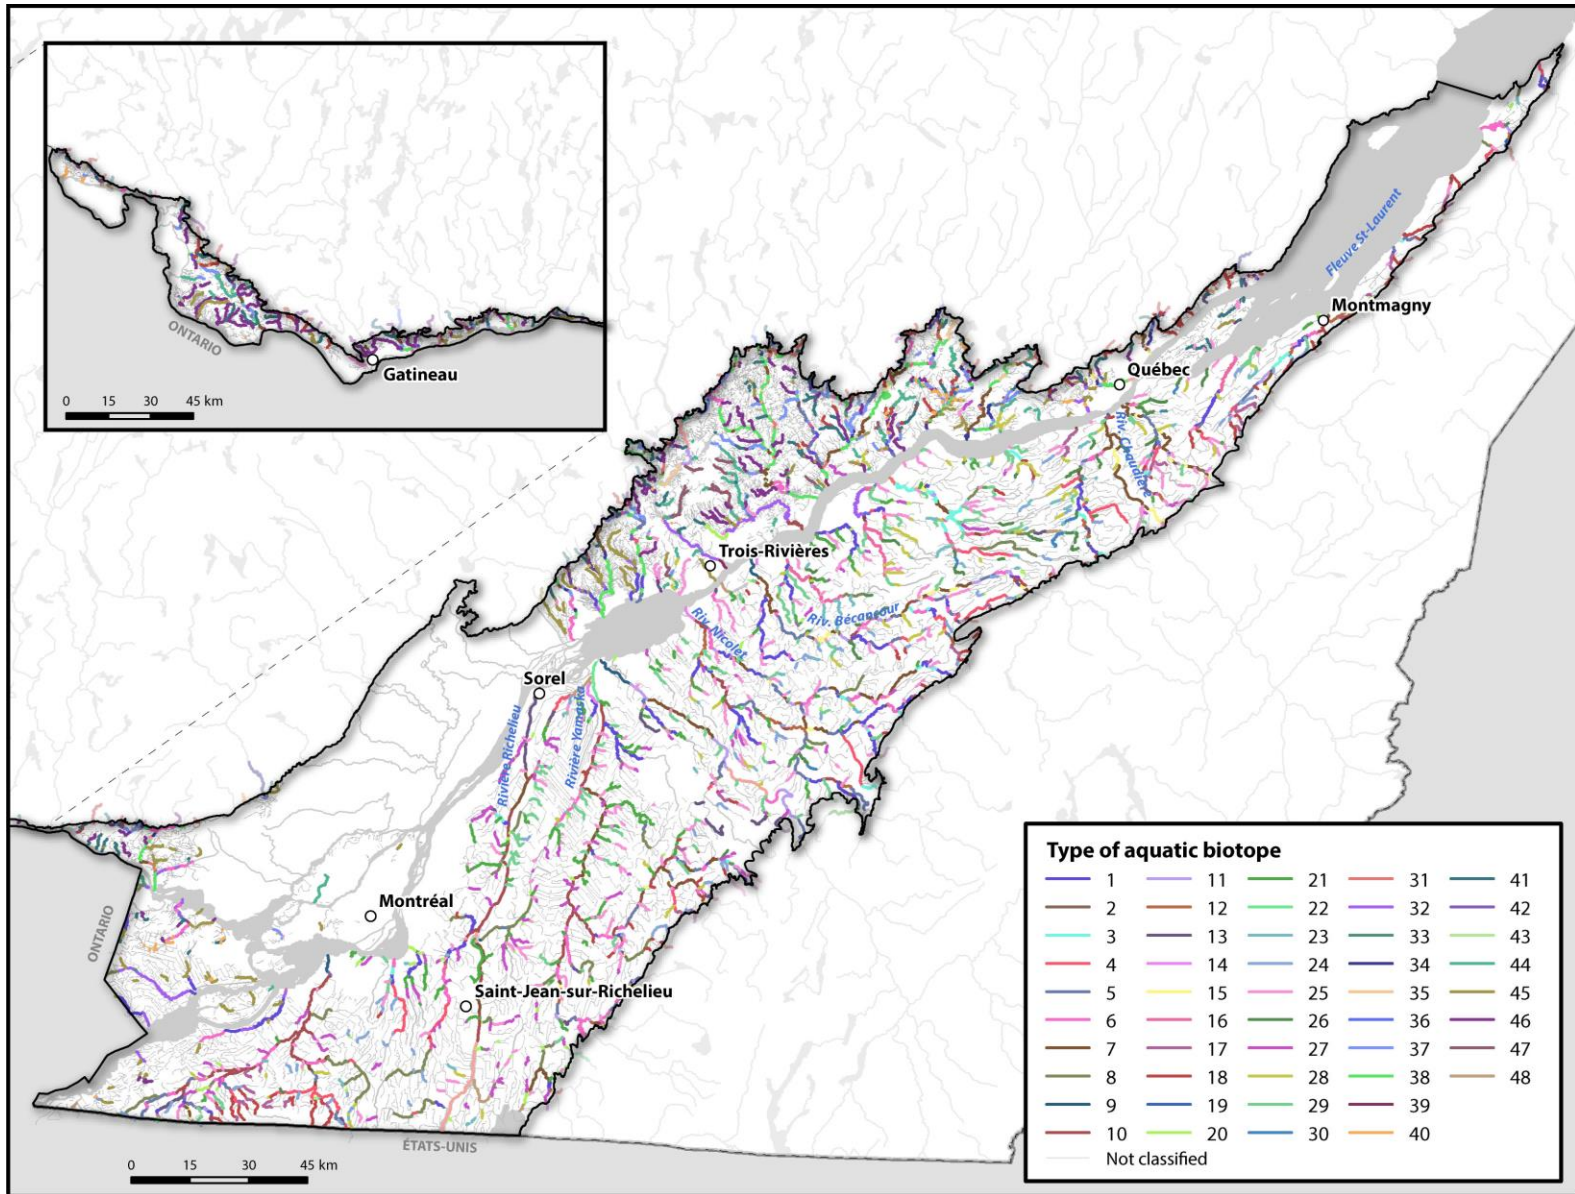 ONTARIO
Gatineau
0 15 30 45 km
Fleuve St-Laurent
Montmagny
Québec
Riv. Chaudière
Trois-Rivières
Riv. Bécancour
Riv. Nicolet
Sorel
Rivière Richelieu
Rivière Yamaska
Montréal
ONTARIO
Saint-Jean-sur-Richelieu
ÉTATS-UNIS
0 15 30 45 km
Type of aquatic biotope
1 11 21 31 41
2 12 22 32 42
3 13 23 33 43
4 14 24 34 44
5 15 25 35 45
6 16 26 36 46
7 17 27 37 47
8 18 28 38 48
9 19 29 39
10 20 30 40
Not classified